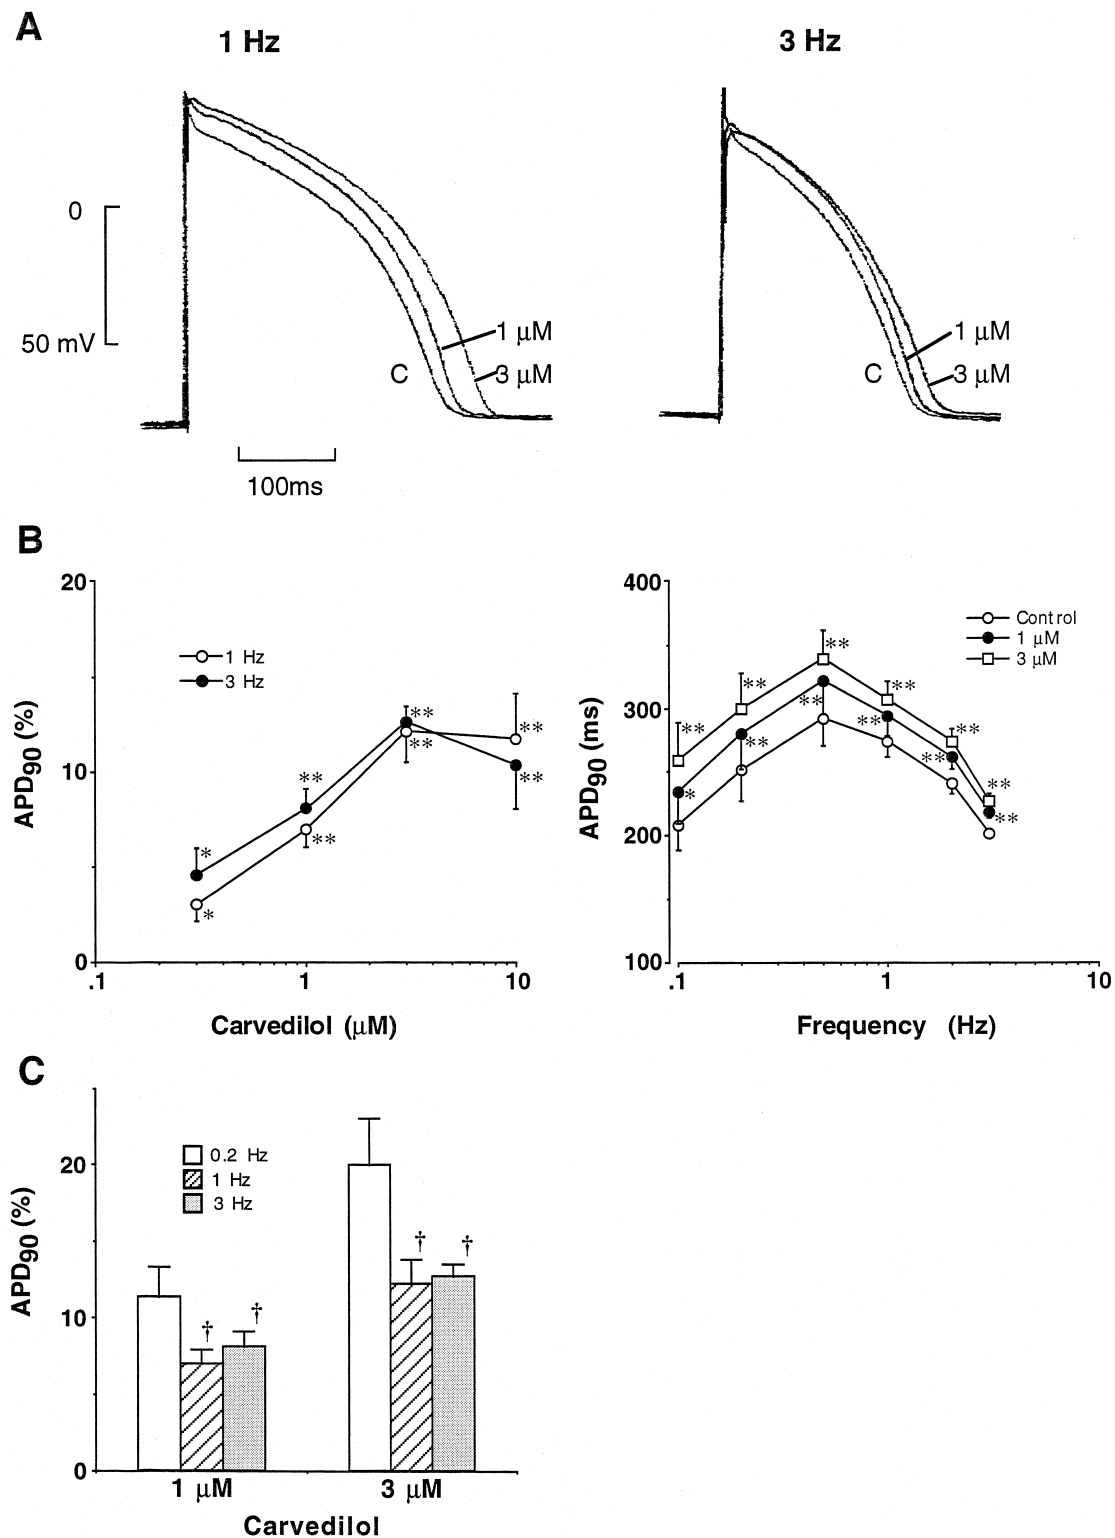 A
1 Hz
3 Hz
0
50 mV
1 μM
C
3 μM
1 μM
C
3 μM
100ms
B
20
10
0
APD90 (%)
1 Hz
3 Hz
*
*
**
**
**
**
**
**
.1
1
10
Carvedilol (μM)
400
300
200
100
APD90 (ms)
Control
1 μM
3 μM
**
**
**
**
**
**
*
**
**
**
**
**
.1
1
10
Frequency (Hz)
C
20
10
0
APD90 (%)
0.2 Hz
1 Hz
3 Hz
†
†
†
†
1 μM
3 μM
Carvedilol